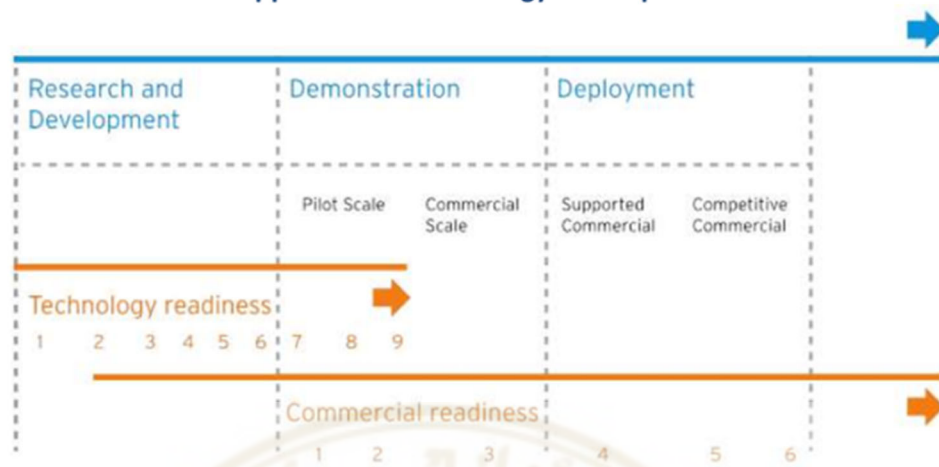 Research and
Development
Demonstration
Deployment
Pilot Scale
Commercial
Scale
Supported
Commercial
Competitive
Commercial
Technology readiness
1 2 3 4 5 6 7 8 9
Commercial readiness
1 2 3 4 5 6